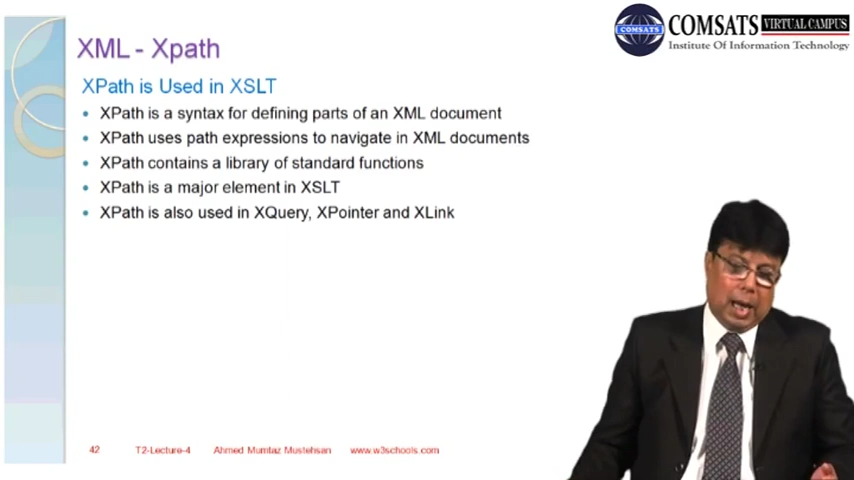 COMSATS VIRTUAL CAMPUS
COMSATS
Institute Of Information Technology
XML - Xpath
XPath is Used in XSLT
• XPath is a syntax for defining parts of an XML document
• XPath uses path expressions to navigate in XML documents
• XPath contains a library of standard functions
• XPath is a major element in XSLT
• XPath is also used in XQuery, XPointer and XLink
42 T2-Lecture-4 Ahmed Mumtaz Mustehsan www.w3schools.com